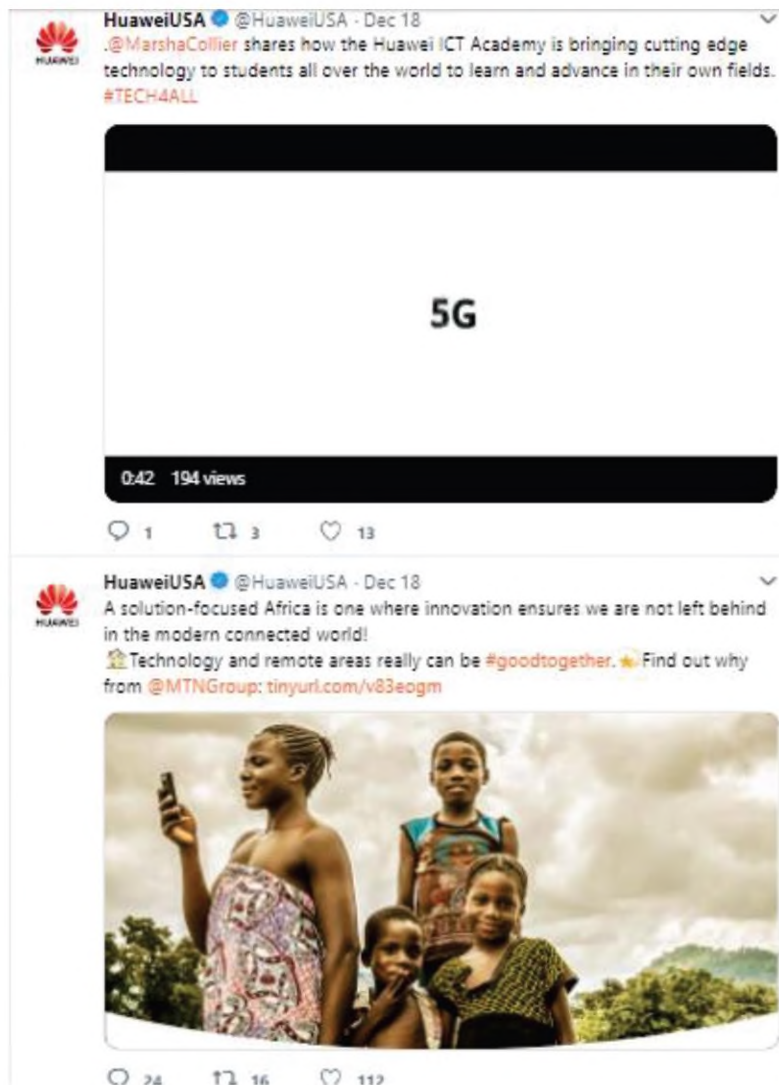 HuaweiUSA @HuaweiUSA · Dec 18
HUAWEI
.@MarshaCollier shares how the Huawei ICT Academy is bringing cutting edge
technology to students all over the world to learn and advance in their own fields.
#TECH4ALL
5G
0:42 194 views
1 3 13
HuaweiUSA @HuaweiUSA · Dec 18
HUAWEI
A solution-focused Africa is one where innovation ensures we are not left behind
in the modern connected world!
🏠Technology and remote areas really can be #goodtogether.🌟Find out why
from @MTNGroup: tinyurl.com/v83eogm
24 16 112